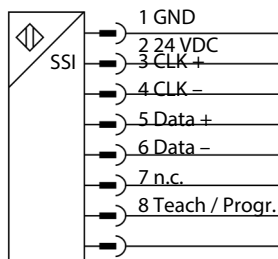 1 GND
2 24 VDC
3 CLK +
SSI
4 CLK –
5 Data +
6 Data –
7 n.c.
8 Teach / Progr.